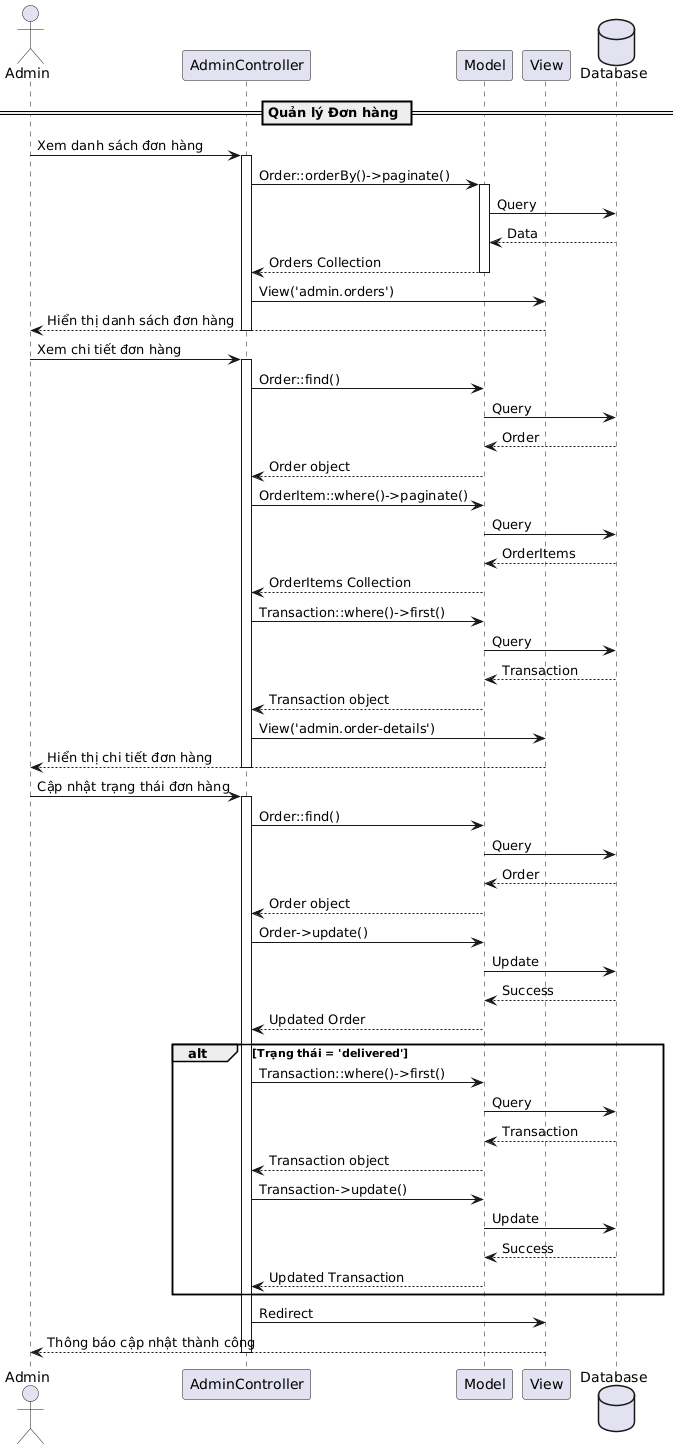 Admin
AdminController
Model
View
Database
Quản lý Đơn hàng
Xem danh sách đơn hàng
Order::orderBy()->paginate()
Query
Data
Orders Collection
View('admin.orders')
Hiển thị danh sách đơn hàng
Xem chi tiết đơn hàng
Order::find()
Query
Order
Order object
OrderItem::where()->paginate()
Query
OrderItems
OrderItems Collection
Transaction::where()->first()
Query
Transaction
Transaction object
View('admin.order-details')
Hiển thị chi tiết đơn hàng
Cập nhật trạng thái đơn hàng
Order::find()
Query
Order
Order object
Order->update()
Update
Success
Updated Order
alt
[Trạng thái = 'delivered']
Transaction::where()->first()
Query
Transaction
Transaction object
Transaction->update()
Update
Success
Updated Transaction
Redirect
Thông báo cập nhật thành công
Admin
AdminController
Model
View
Database